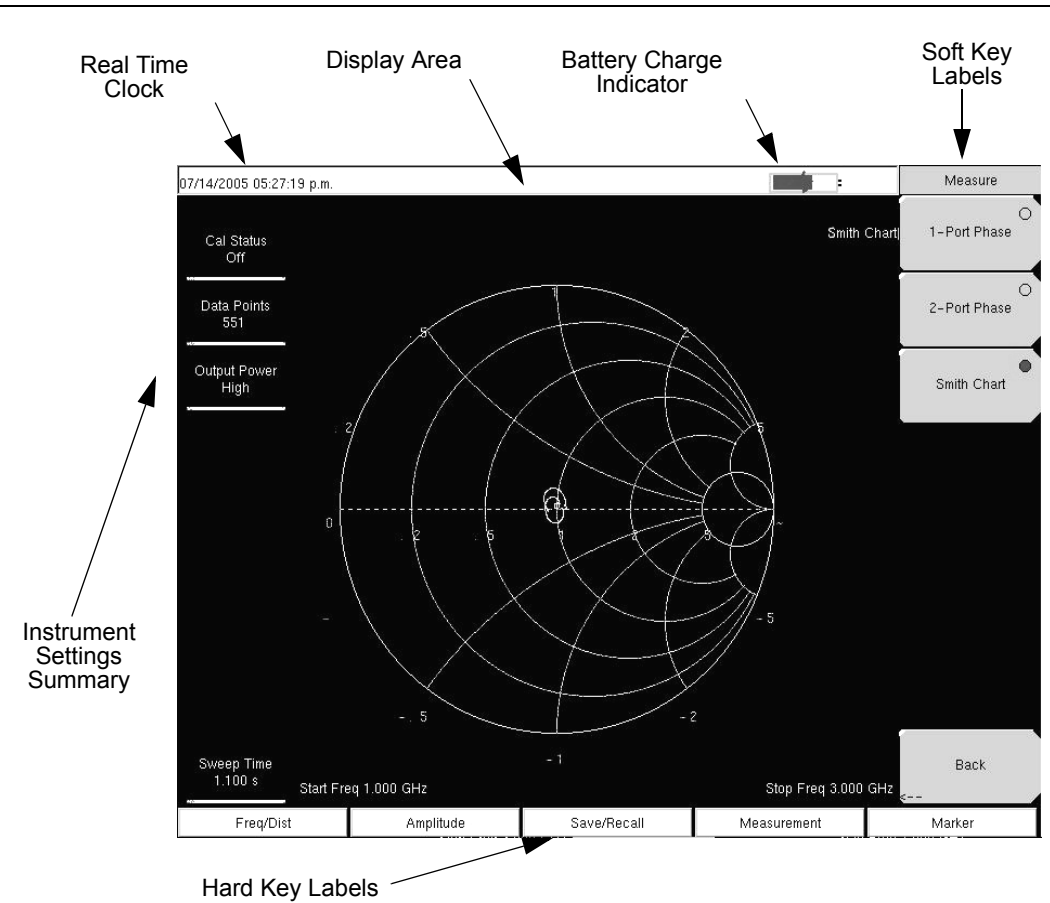 Real Time
Clock
Display Area
Battery Charge
Indicator
Soft Key
Labels
07/14/2005 05:27:19 p.m.
Measure
Smith Chart
1-Port Phase
Cal Status
Off
2-Port Phase
Data Points
551
1
. 5
2
Output Power
High
Smith Chart
. 2
5
0
. 2
. 5
1
2
5
~
-
- 5
Instrument
Settings
Summary
- . 5
- 2
- 1
Sweep Time
1.100 s
Start Freq 1.000 GHz
Stop Freq 3.000 GHz
Back
<--
Freq/Dist
Amplitude
Save/Recall
Measurement
Marker
Hard Key Labels